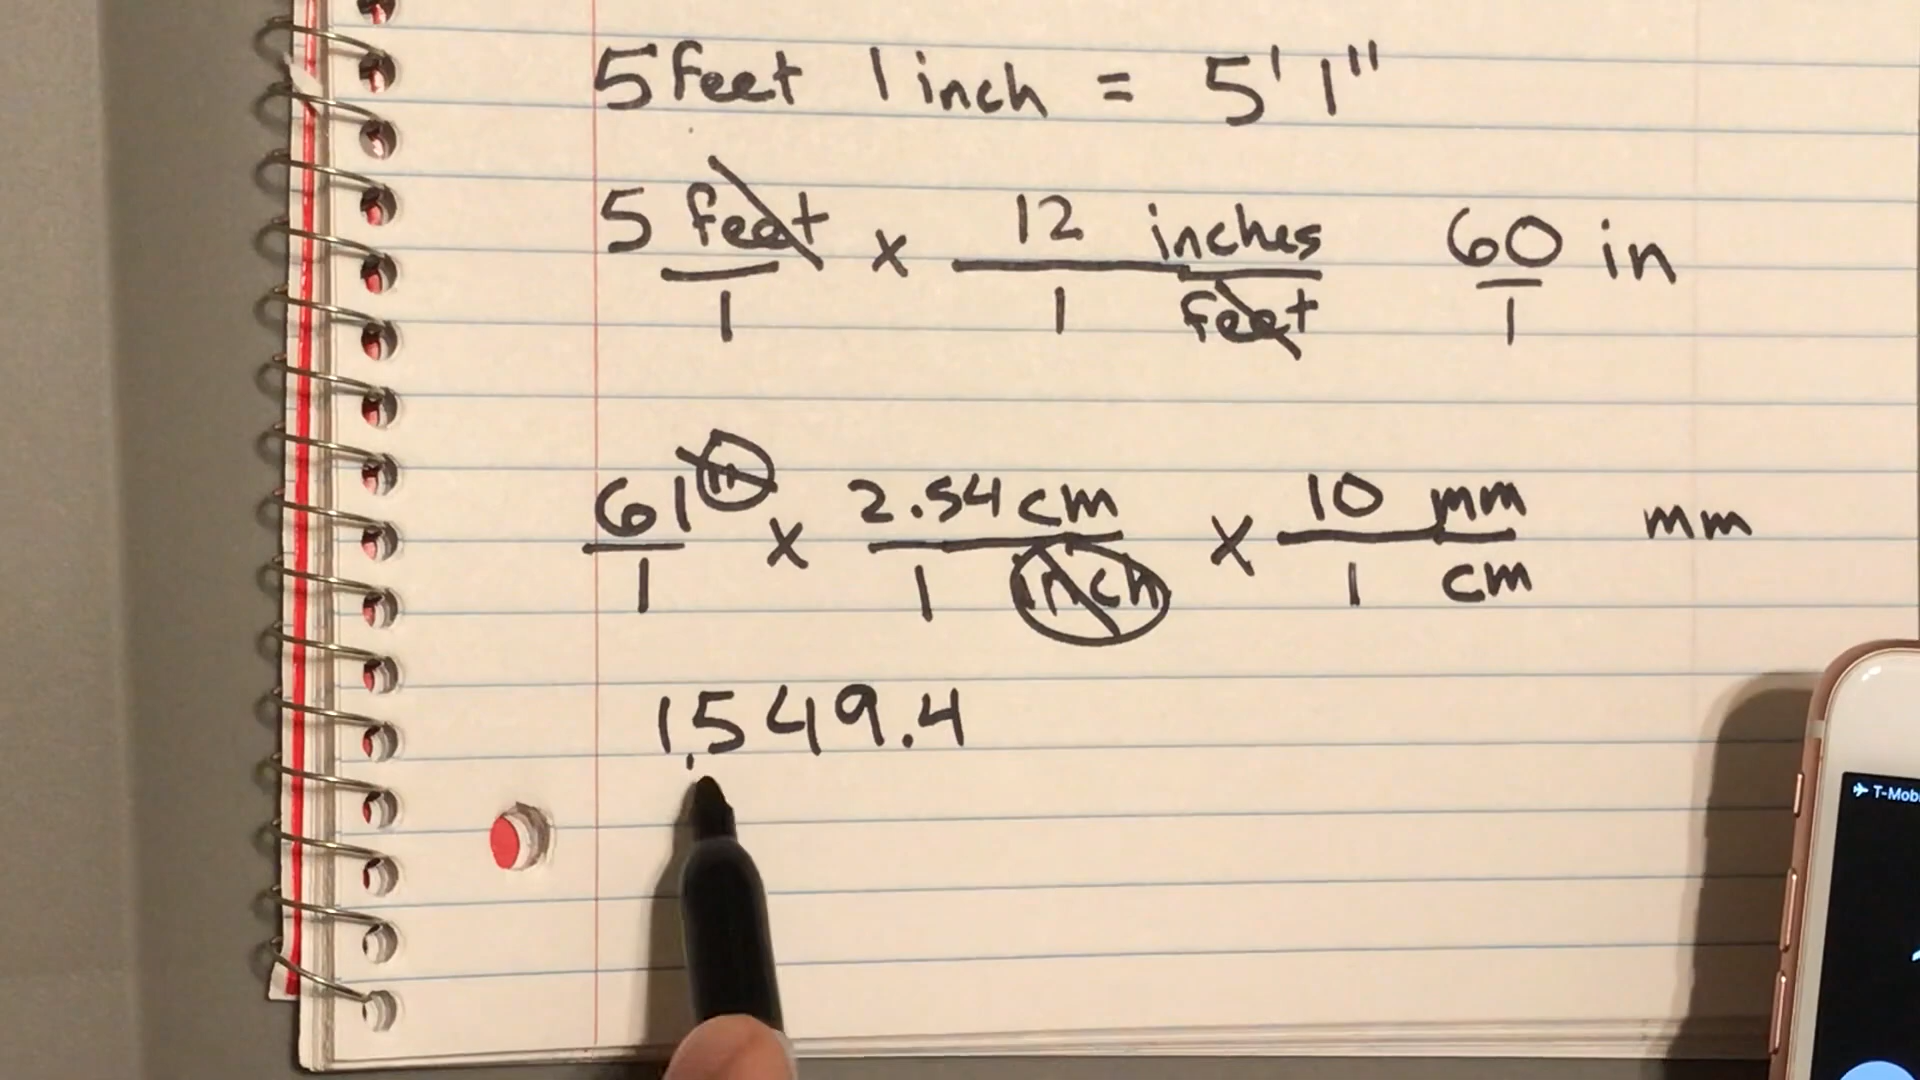 5 feet 1 inch = 5' 1"
5 feet x 12 inches 60 in
1 1 feet 1
61 in x 2.54 cm x 10 mm mm
1 1 inch 1 cm
1,549.4
T-Mob